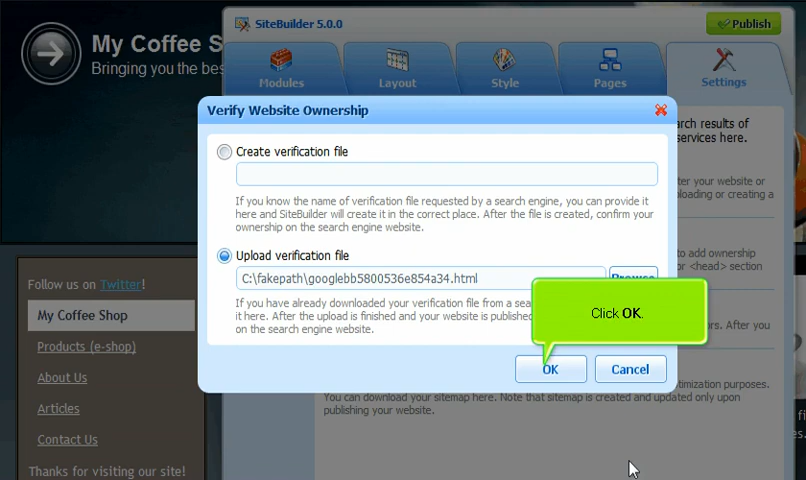 My Coffee S
Bringing you the bes
SiteBuilder 5.0.0
Publish
Modules
Layout
Style
Pages
Settings
Verify Website Ownership
arch results of
services here.
Create verification file
If you know the name of verification file requested by a search engine, you can provide it
here and SiteBuilder will create it in the correct place. After the file is created, confirm your
ownership on the search engine website.
ter your website or
ploading or creating a
Upload verification file
to add ownership
or <head> section
C:\fakepath\googlebb5800536e854a34.html
Browse
If you have already downloaded your verification file from a sea
it here. After the upload is finished and your website is published
on the search engine website.
Click OK.
ors. After you
OK
Cancel
timization purposes.
You can download your sitemap here. Note that sitemap is created and updated only upon
publishing your website.
Follow us on Twitter!
My Coffee Shop
Products (e-shop)
About Us
Articles
Contact Us
Thanks for visiting our site!
fi
es.